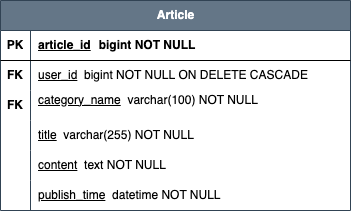 Article
PK article_id bigint NOT NULL
FK user_id bigint NOT NULL ON DELETE CASCADE
FK category_name varchar(100) NOT NULL
title varchar(255) NOT NULL
content text NOT NULL
publish_time datetime NOT NULL